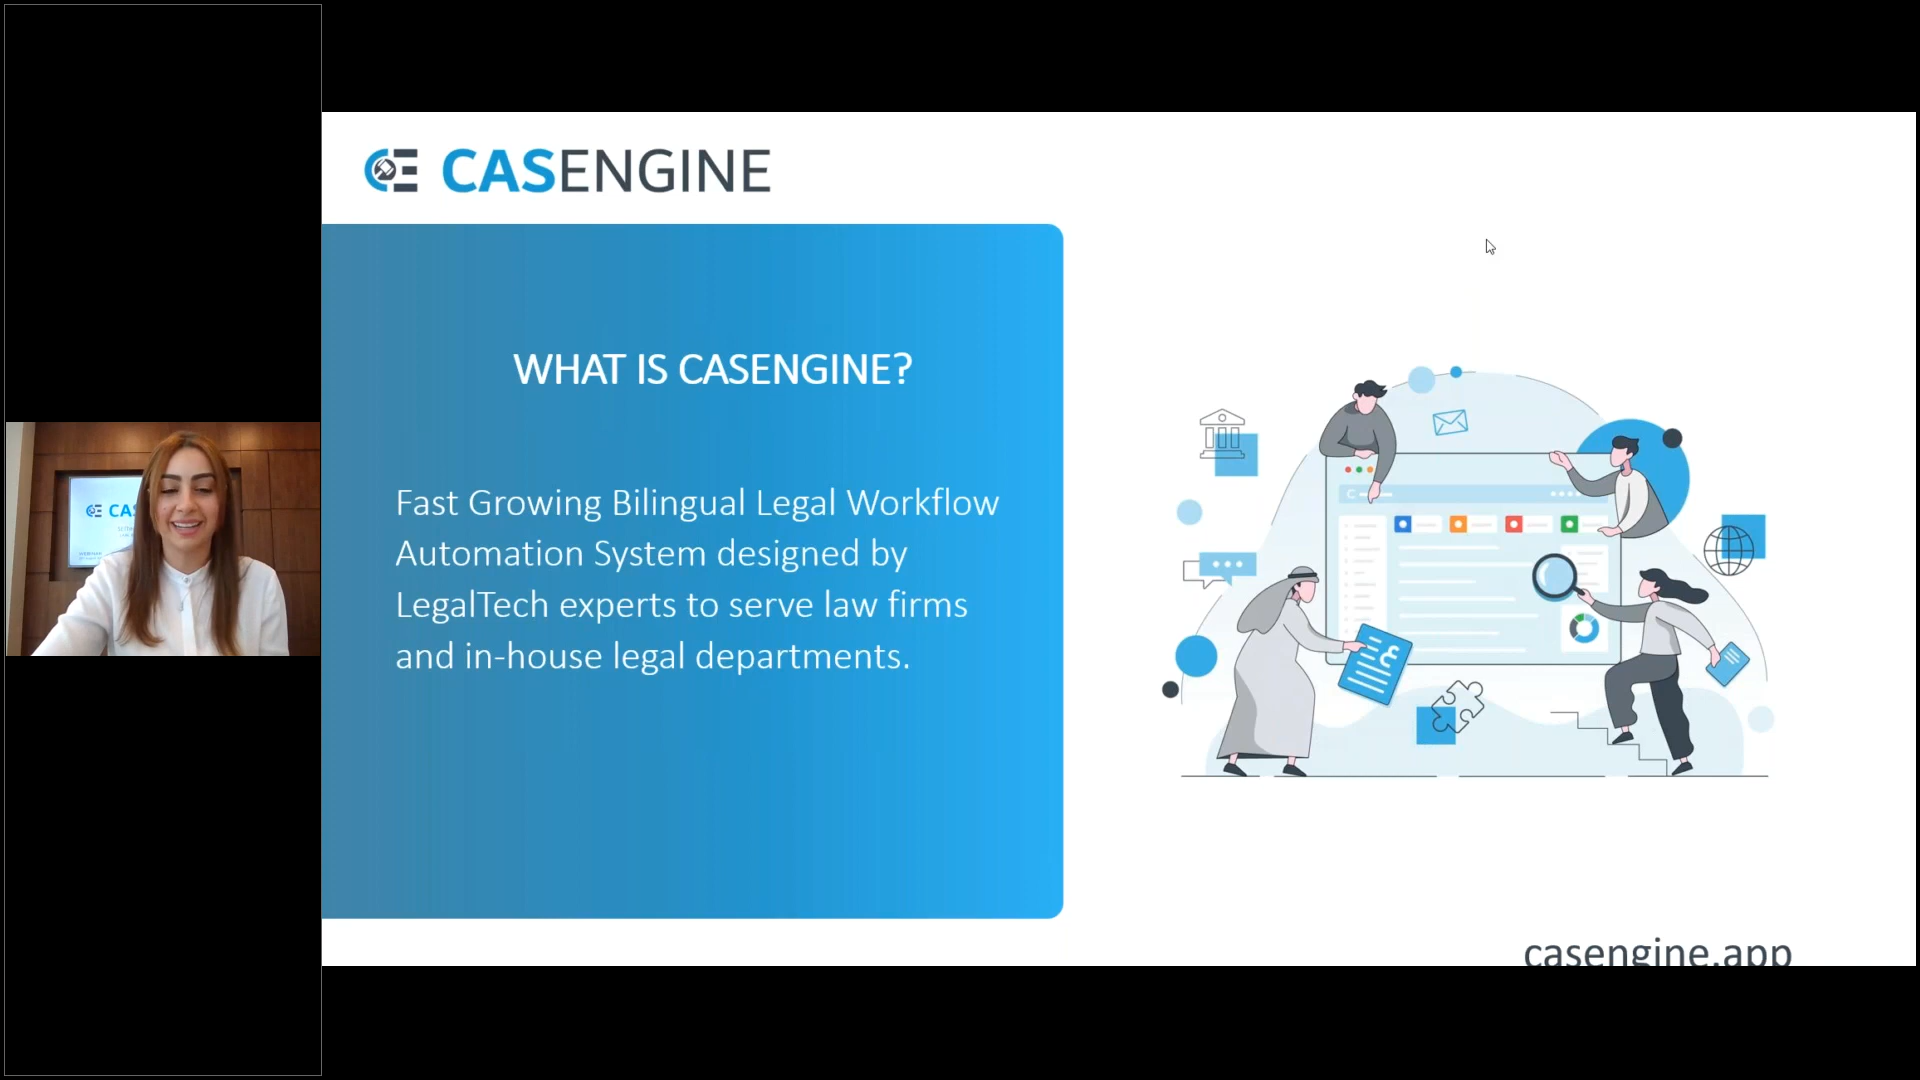 CASENGINE
WHAT IS CASENGINE?
Fast Growing Bilingual Legal Workflow
Automation System designed by
LegalTech experts to serve law firms
and in-house legal departments.
casengine.app
CAS